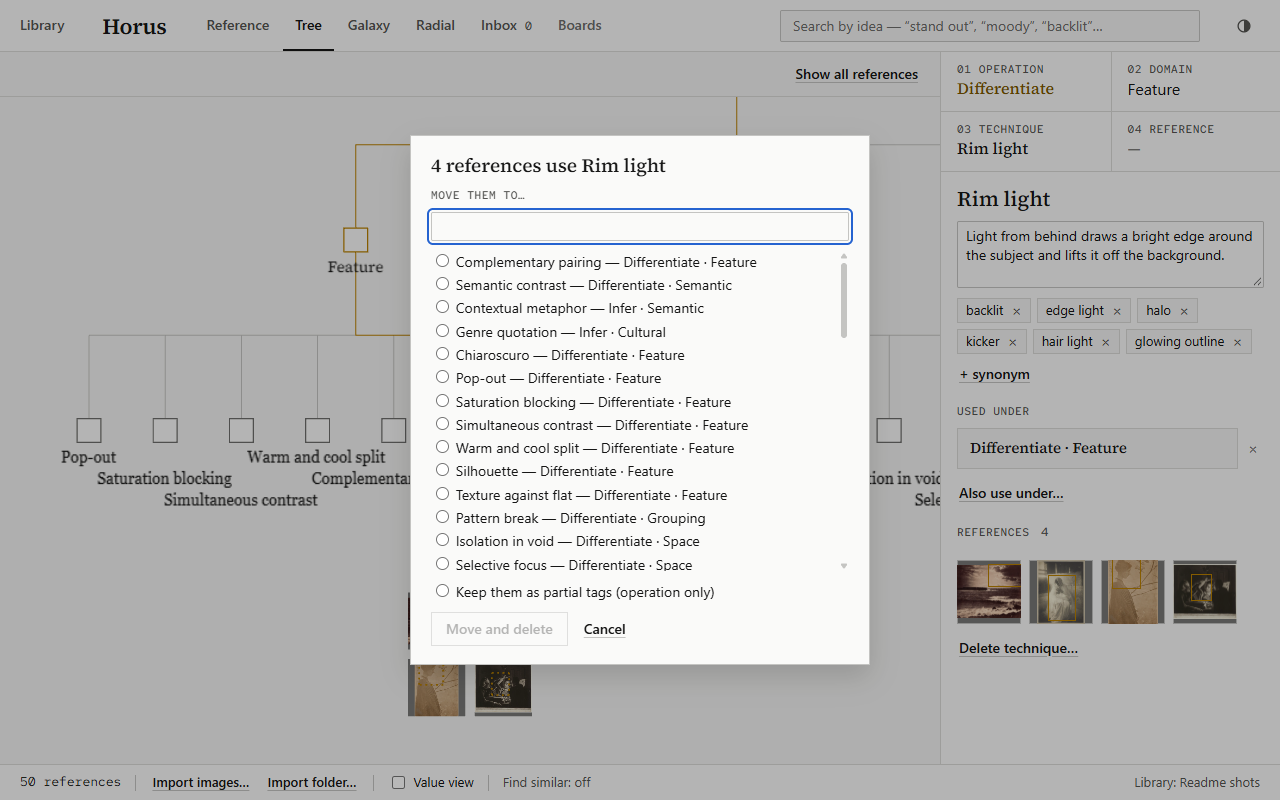 Library Horus Reference Tree Galaxy Radial Inbox 0 Boards Search by idea — “stand out”, “moody”, “backlit”…
Show all references
01 OPERATION
Differentiate
02 DOMAIN
Feature
03 TECHNIQUE
Rim light
04 REFERENCE
—
Feature
Pop-out
Warm and cool split
Saturation blocking
Simultaneous contrast
4 references use Rim light
MOVE THEM TO…
Complementary pairing — Differentiate · Feature
Semantic contrast — Differentiate · Semantic
Contextual metaphor — Infer · Semantic
Genre quotation — Infer · Cultural
Chiaroscuro — Differentiate · Feature
Pop-out — Differentiate · Feature
Saturation blocking — Differentiate · Feature
Simultaneous contrast — Differentiate · Feature
Warm and cool split — Differentiate · Feature
Silhouette — Differentiate · Feature
Texture against flat — Differentiate · Feature
Pattern break — Differentiate · Grouping
Isolation in void — Differentiate · Space
Selective focus — Differentiate · Space
Keep them as partial tags (operation only)
Move and delete Cancel
Rim light
Light from behind draws a bright edge around
the subject and lifts it off the background.
backlit × edge light × halo ×
kicker × hair light × glowing outline ×
+ synonym
USED UNDER
Differentiate · Feature ×
Also use under…
REFERENCES 4
Delete technique…
50 references Import images… Import folder… Value view Find similar: off Library: Readme shots